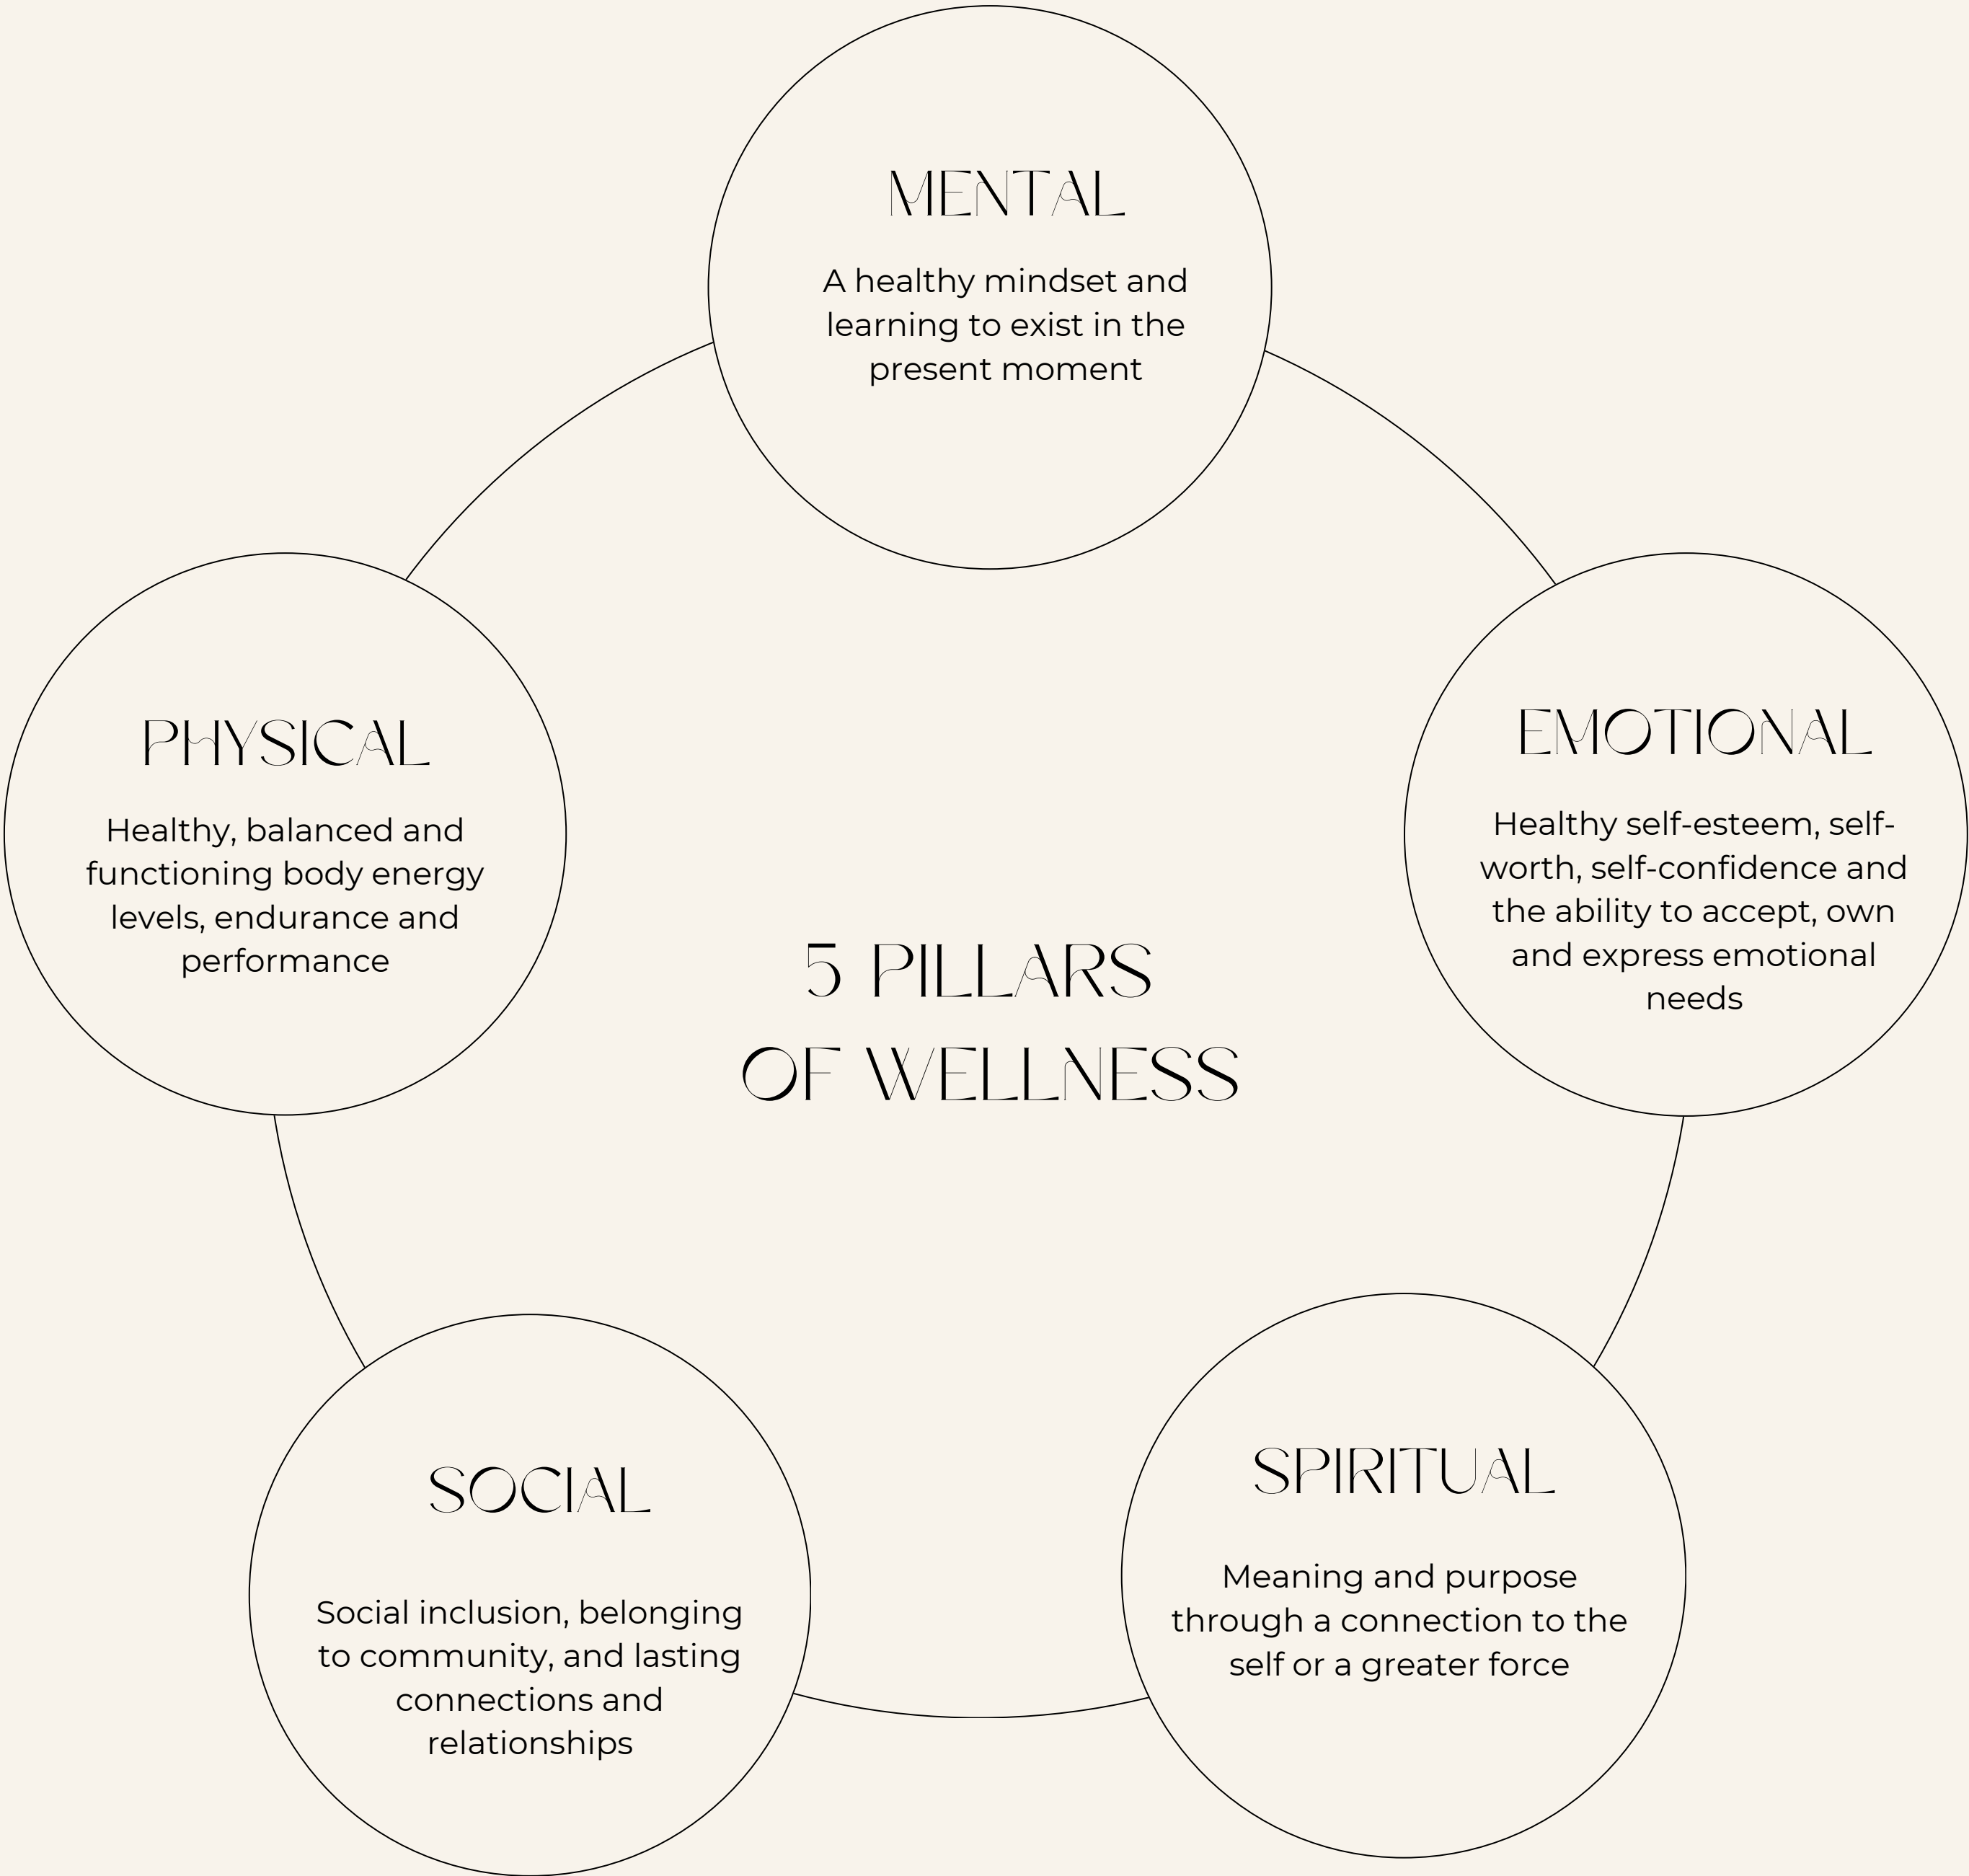 MENTAL
A healthy mindset and
learning to exist in the
present moment
PHYSICAL
Healthy, balanced and
functioning body energy
levels, endurance and
performance
EMOTIONAL
Healthy self-esteem, self-
worth, self-confidence and
the ability to accept, own
and express emotional
needs
5 PILLARS
OF WELLNESS
SOCIAL
Social inclusion, belonging
to community, and lasting
connections and
relationships
SPIRITUAL
Meaning and purpose
through a connection to the
self or a greater force